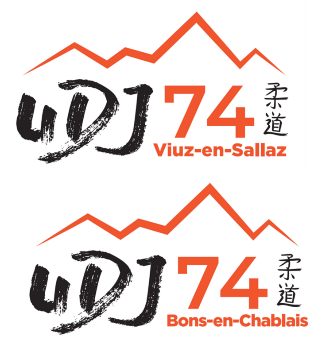 UDJ 74 柔道
Viuz-en-Sallaz
UDJ 74 柔道
Bons-en-Chablais